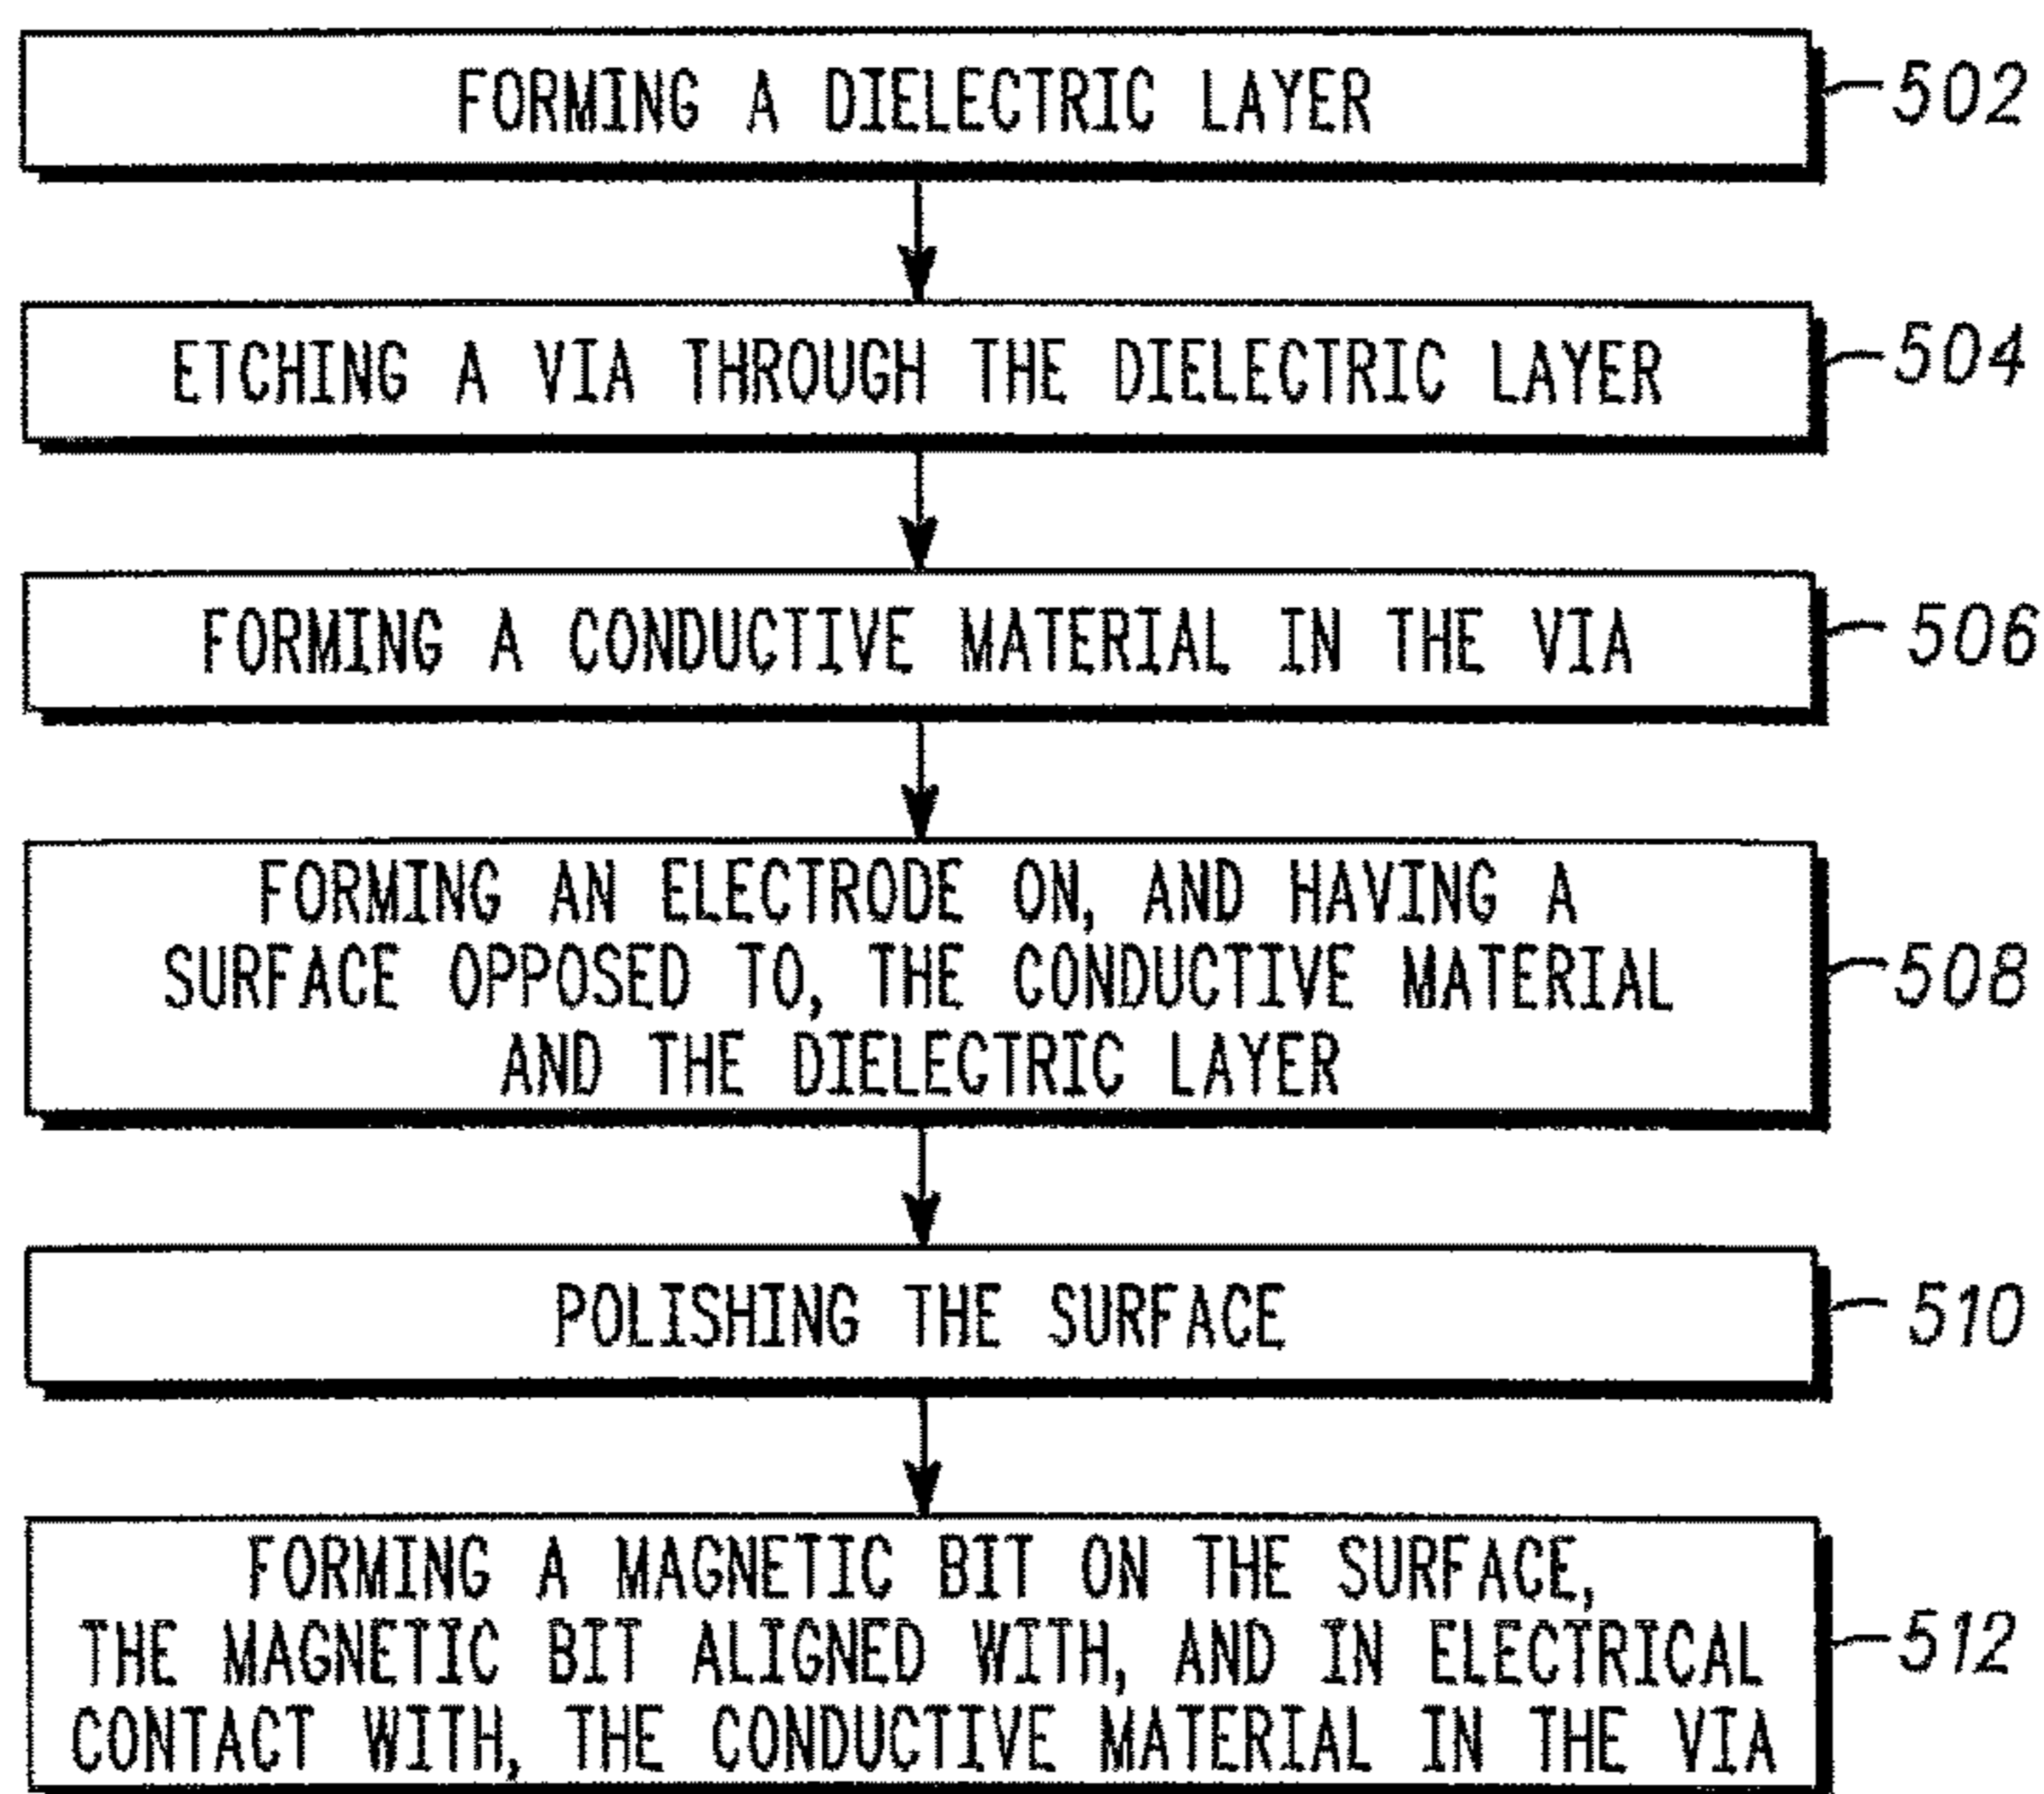 FORMING A DIELECTRIC LAYER
502
ETCHING A VIA THROUGH THE DIELECTRIC LAYER
504
FORMING A CONDUCTIVE MATERIAL IN THE VIA
506
FORMING AN ELECTRODE ON, AND HAVING A
SURFACE OPPOSED TO, THE CONDUCTIVE MATERIAL
AND THE DIELECTRIC LAYER
508
POLISHING THE SURFACE
510
FORMING A MAGNETIC BIT ON THE SURFACE,
THE MAGNETIC BIT ALIGNED WITH, AND IN ELECTRICAL
CONTACT WITH, THE CONDUCTIVE MATERIAL IN THE VIA
512